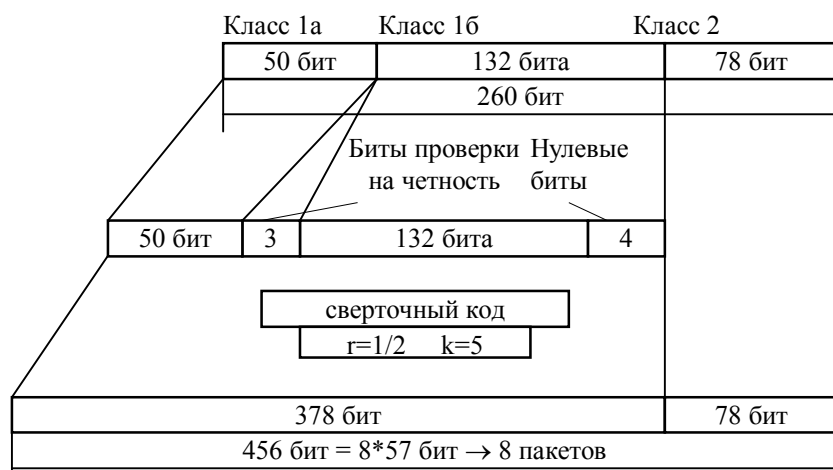 Класс 1а Класс 1б Класс 2
50 бит 132 бита 78 бит
260 бит
Биты проверки на четность
Нулевые биты
50 бит 3 132 бита 4
сверточный код
r=1/2 k=5
378 бит 78 бит
456 бит = 8*57 бит → 8 пакетов